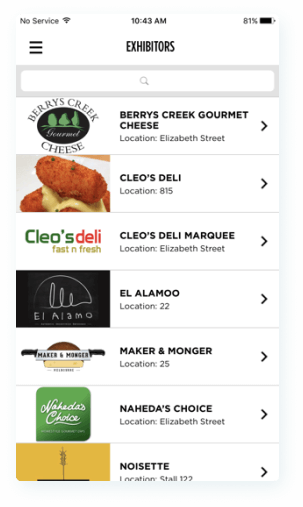 No Service 10:43 AM 81%
EXHIBITORS
BERRYS CREEK
Gourmet
CHEESE
BERRYS CREEK GOURMET
CHEESE
Location: Elizabeth Street
CLEO'S DELI
Location: 815
Cleo'sdeli
fast n fresh
CLEO'S DELI MARQUEE
Location: Elizabeth Street
El Alamo
EL ALAMOO
Location: 22
MAKER & MONGER
MAKER & MONGER
Location: 25
Naheda's
Choice
NAHEDA'S CHOICE
Location: Elizabeth Street
NOISETTE
Location: Stall 122